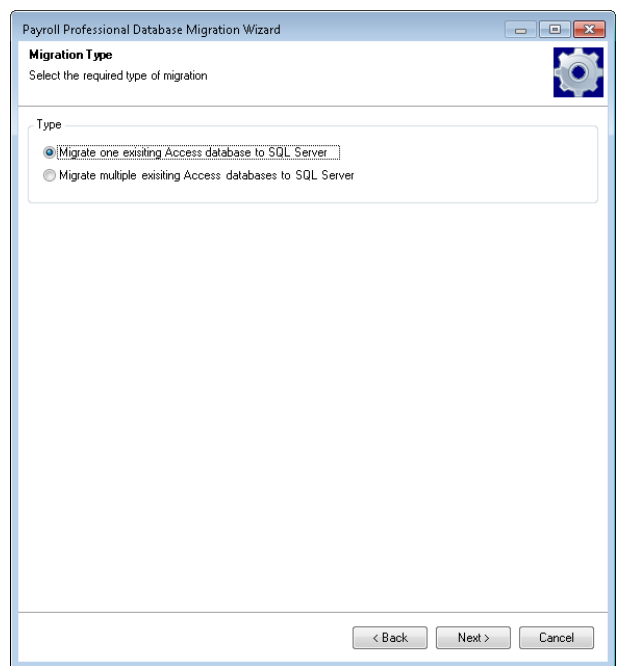 Payroll Professional Database Migration Wizard
Migration Type
Select the required type of migration
Type
Migrate one exisiting Access database to SQL Server
Migrate multiple exisiting Access databases to SQL Server
< Back
Next >
Cancel